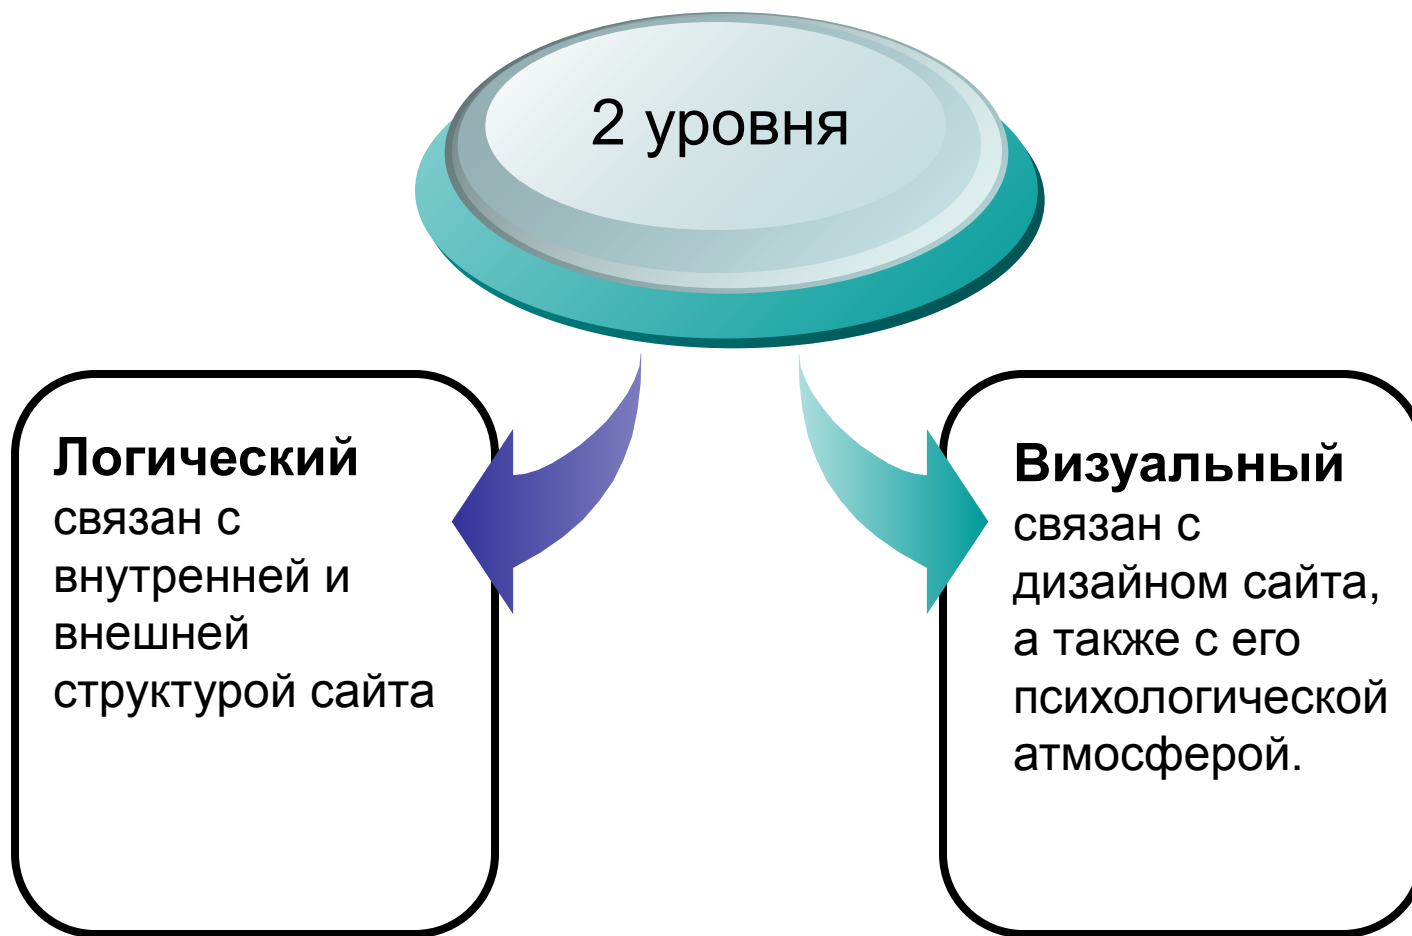 2 уровня
Логический
связан с
внутренней и
внешней
структурой сайта
Визуальный
связан с
дизайном сайта,
а также с его
психологической
атмосферой.